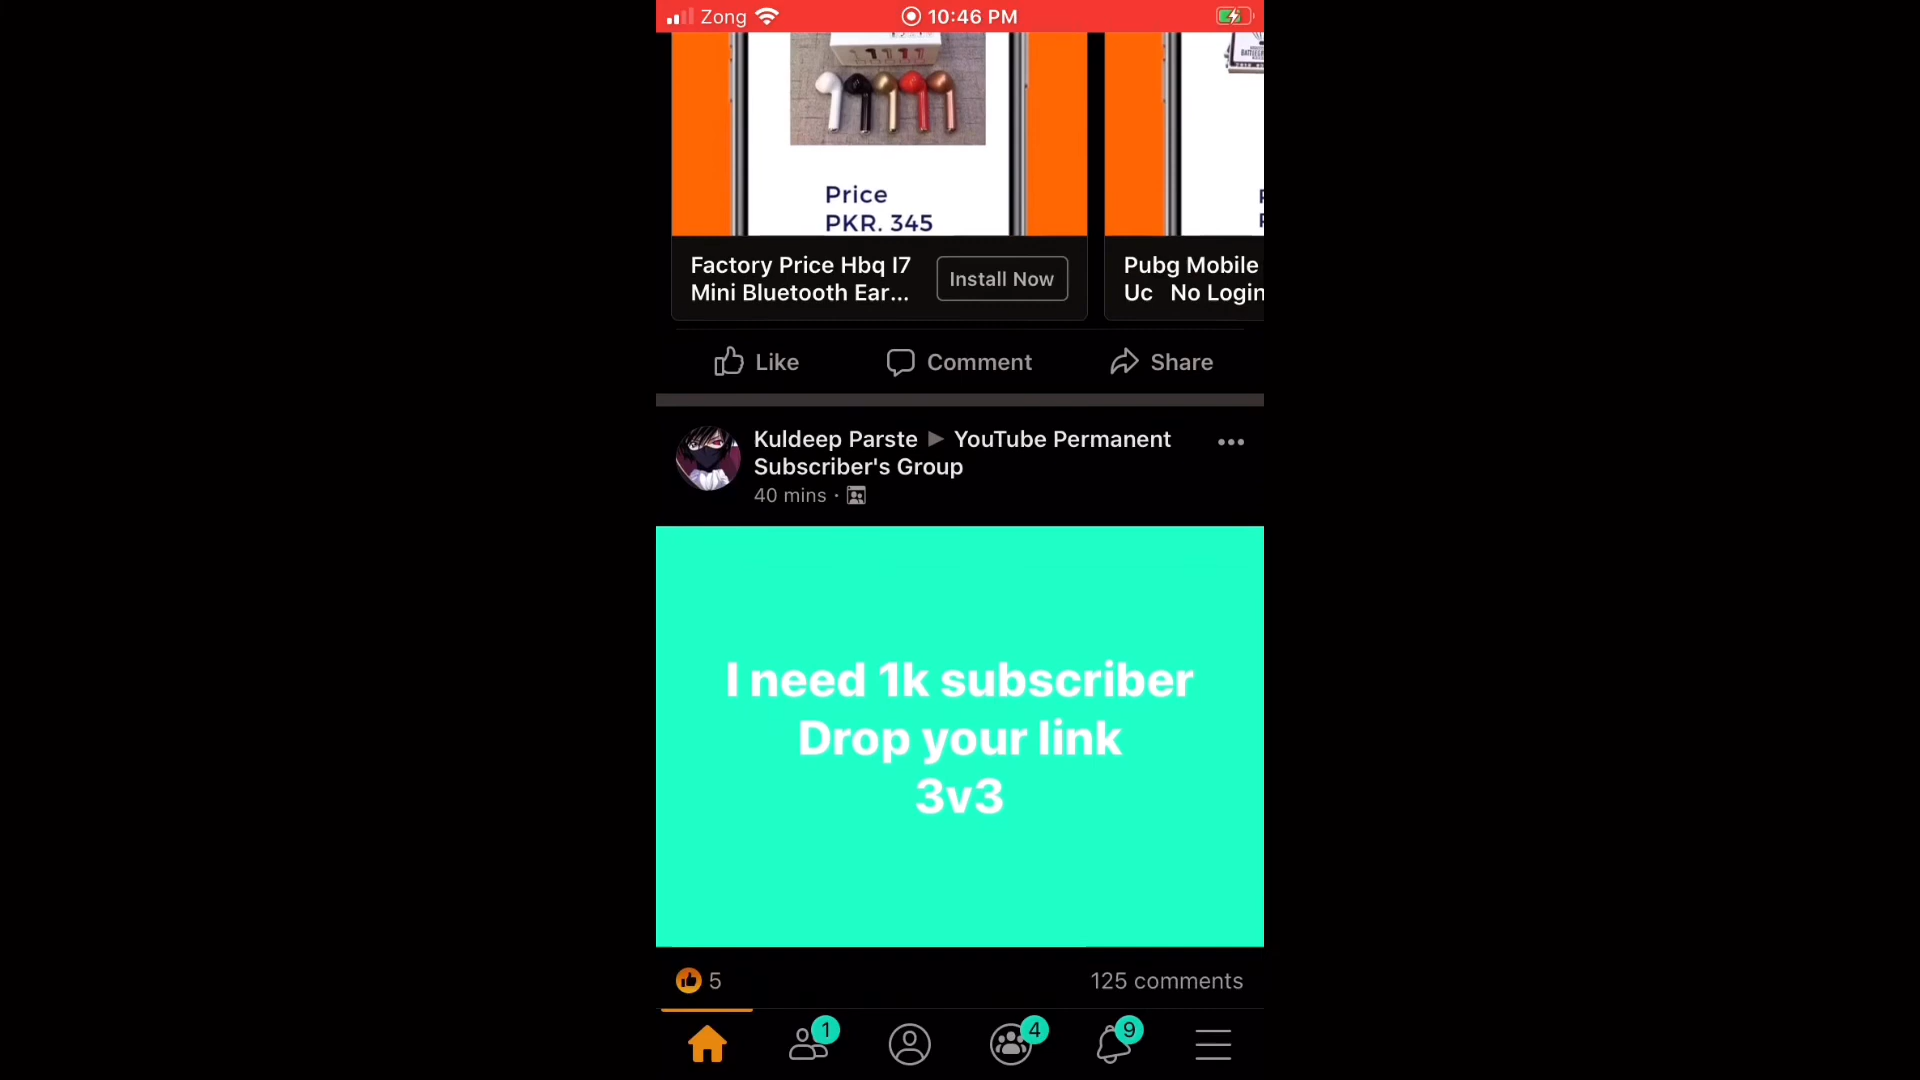 Zong
10:46 PM
Price
PKR. 345
Factory Price Hbq I7
Mini Bluetooth Ear...
Install Now
Pubg Mobile
Uc No Login
Like
Comment
Share
Kuldeep Parste ▶ YouTube Permanent
Subscriber's Group
40 mins ·
I need 1k subscriber
Drop your link
3v3
5
125 comments
1
4
9